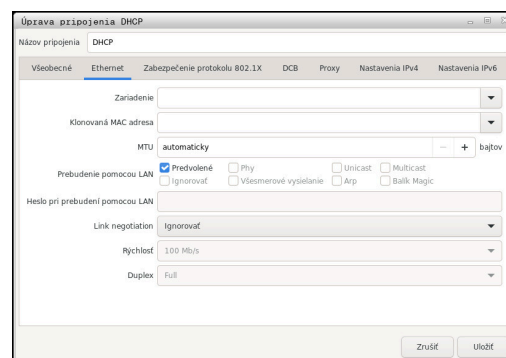 Úprava pripojenia DHCP
Názov pripojenia DHCP
Všeobecné Ethernet Zabezpečenie protokolu 802.1X DCB Proxy Nastavenia IPv4 Nastavenia IPv6
Zariadenie
Klonovaná MAC adresa
MTU automaticky − + bajtov
Prebudenie pomocou LAN Predvolené Phy Unicast Multicast
Ignorovať Všesmerové vysielanie Arp Balík Magic
Heslo pri prebudení pomocou LAN
Link negotiation Ignorovať
Rýchlosť 100 Mb/s
Duplex Full
Zrušiť Uložiť